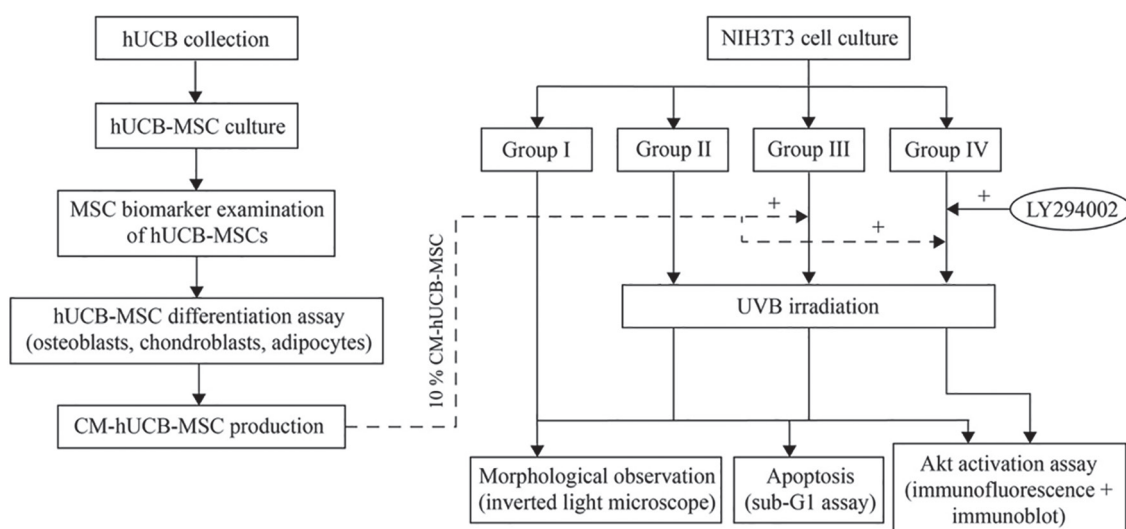 hUCB collection
hUCB-MSC culture
MSC biomarker examination
of hUCB-MSCs
hUCB-MSC differentiation assay
(osteoblasts, chondroblasts, adipocytes)
CM-hUCB-MSC production
10 % CM-hUCB-MSC
NIH3T3 cell culture
Group I
Group II
Group III
Group IV
+
+
+
LY294002
UVB irradiation
Morphological observation
(inverted light microscope)
Apoptosis
(sub-G1 assay)
Akt activation assay
(immunofluorescence +
immunoblot)